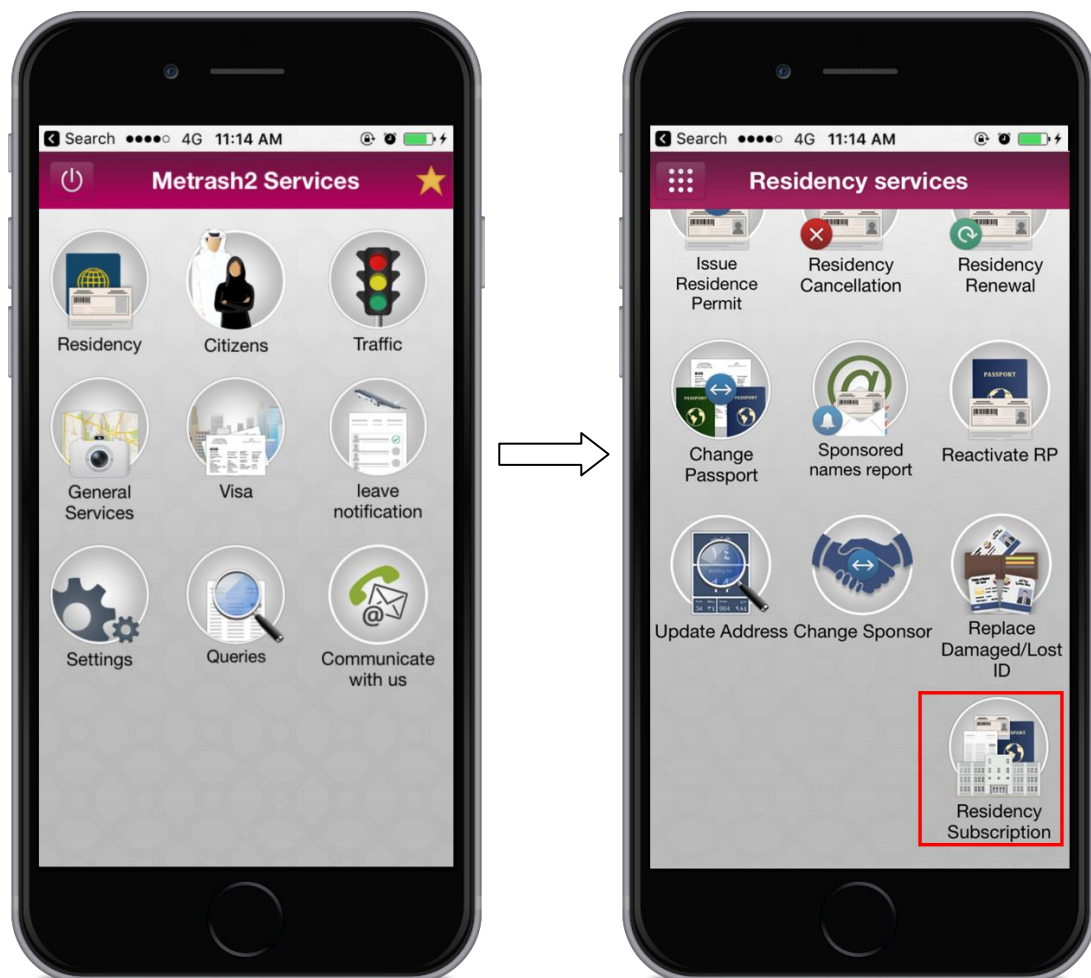 Search 4G 11:14 AM
Metrash2 Services
Residency
Citizens
Traffic
General
Services
Visa
leave
notification
Settings
Queries
Communicate
with us
Search 4G 11:14 AM
Residency services
Issue
Residence
Permit
Residency
Cancellation
Residency
Renewal
PASSPORT
Change
Passport
Sponsored
names report
Reactivate RP
Update Address
Change Sponsor
Replace
Damaged/Lost
ID
Residency
Subscription